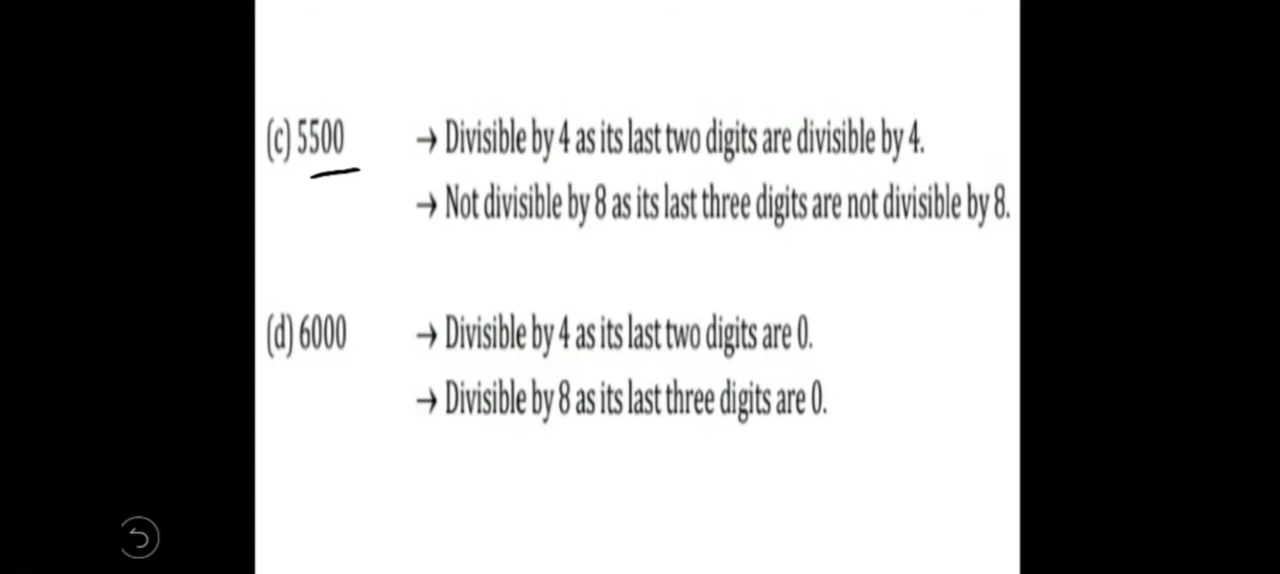 (c) 5500 → Divisible by 4 as its last two digits are divisible by 4.
→ Not divisible by 8 as its last three digits are not divisible by 8.
(d) 6000 → Divisible by 4 as its last two digits are 0.
→ Divisible by 8 as its last three digits are 0.